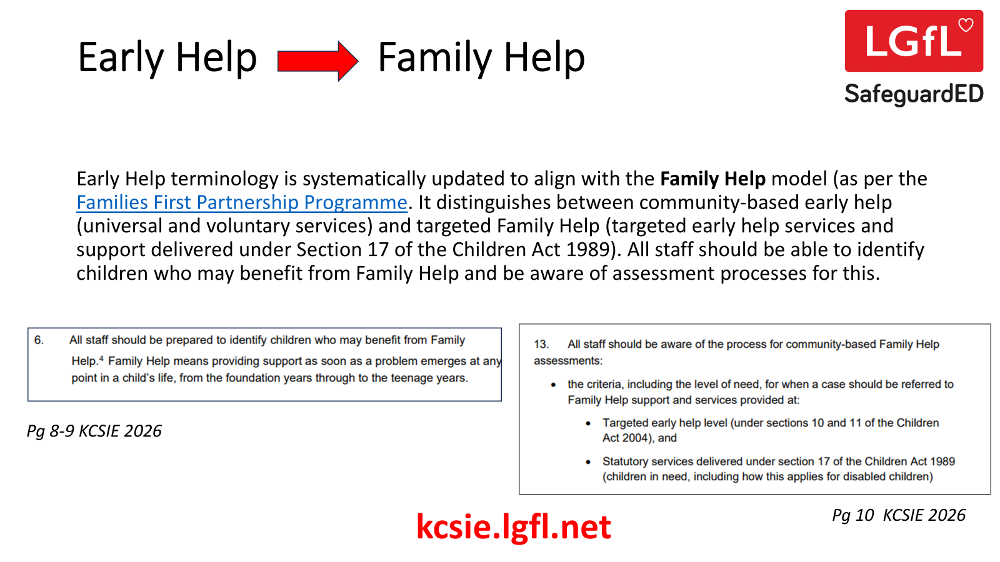 Early Help Family Help
LGfL
SafeguardED
Early Help terminology is systematically updated to align with the Family Help model (as per the
Families First Partnership Programme. It distinguishes between community-based early help
(universal and voluntary services) and targeted Family Help (targeted early help services and
support delivered under Section 17 of the Children Act 1989). All staff should be able to identify
children who may benefit from Family Help and be aware of assessment processes for this.
6. All staff should be prepared to identify children who may benefit from Family
Help.⁴ Family Help means providing support as soon as a problem emerges at any
point in a child's life, from the foundation years through to the teenage years.
Pg 8-9 KCSIE 2026
13. All staff should be aware of the process for community-based Family Help
assessments:
• the criteria, including the level of need, for when a case should be referred to
Family Help support and services provided at:
• Targeted early help level (under sections 10 and 11 of the Children
Act 2004), and
• Statutory services delivered under section 17 of the Children Act 1989
(children in need, including how this applies for disabled children)
Pg 10 KCSIE 2026
kcsie.lgfl.net